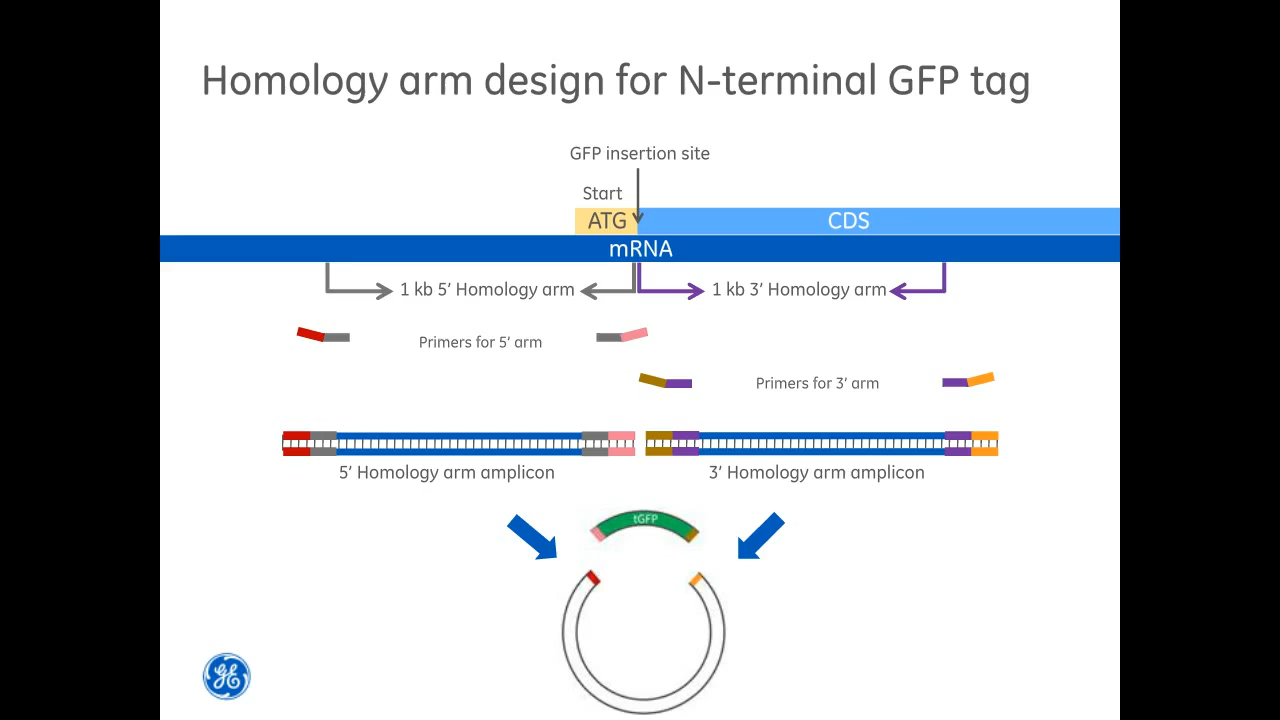 Homology arm design for N-terminal GFP tag
GFP insertion site
Start
ATG
CDS
mRNA
1 kb 5’ Homology arm
1 kb 3’ Homology arm
Primers for 5’ arm
Primers for 3’ arm
5’ Homology arm amplicon
3’ Homology arm amplicon
tGFP
GE